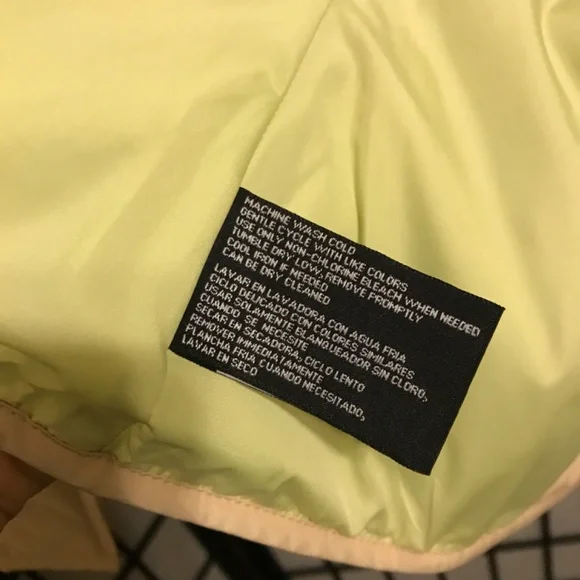 MACHINE WASH COLD
GENTLE CYCLE WITH LIKE COLORS
USE ONLY NON-CHLORINE BLEACH WHEN NEEDED
TUMBLE DRY LOW, REMOVE PROMPTLY
COOL IRON IF NEEDED
CAN BE DRY CLEANED
LAVAR EN LAVADORA CON AGUA FRIA
CICLO DELICADO CON COLORES SIMILARES
USAR SOLAMENTE BLANQUEADOR SIN CLORO,
CUANDO SE NECESITE
SECAR EN SECADORA, CICLO LENTO
REMOVER IMMEDIATAMENTE
PLANCHA FRIA CUANDO NECESITADO,
LAVAR EN SECO